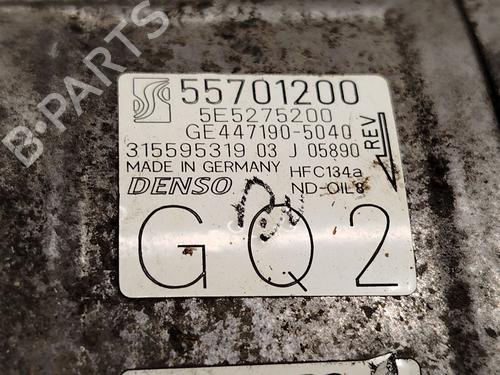 B-PARTS
55701200
5E5275200
GE447190-5040
315595319 03 J 05890
REV
MADE IN GERMANY HFC134a
DENSO ND-OIL8
GQ2